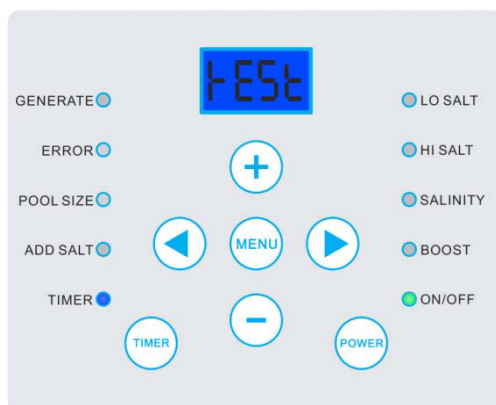 tESt
GENERATE
LO SALT
ERROR
+
HI SALT
POOL SIZE
SALINITY
ADD SALT
MENU
BOOST
TIMER
−
ON/OFF
TIMER
POWER